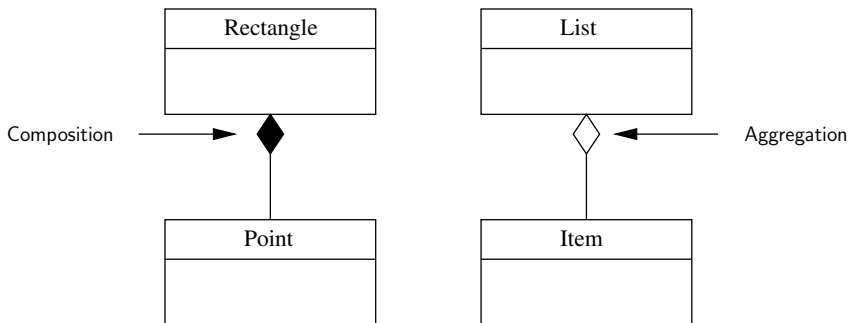 Rectangle
List
Composition
Aggregation
Point
Item